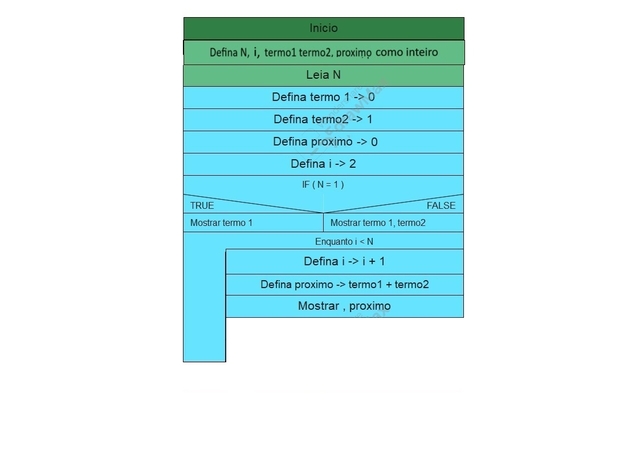 Inicio
Defina N, i, termo1 termo2, proximo como inteiro
Leia N
Defina termo 1 -> 0
Defina termo2 -> 1
Defina proximo -> 0
Defina i -> 2
IF ( N = 1 )
TRUE FALSE
Mostrar termo 1 Mostrar termo 1, termo2
Enquanto i < N
Defina i -> i + 1
Defina proximo -> termo1 + termo2
Mostrar , proximo